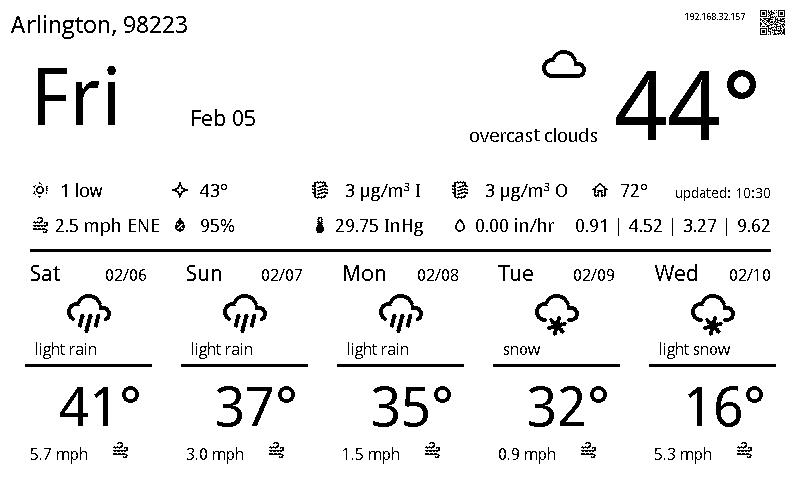 Arlington, 98223
192.168.32.157
Fri
Feb 05
overcast clouds
44°
1 low
43°
3 µg/m³ I
3 µg/m³ O
72°
updated: 10:30
2.5 mph ENE
95%
29.75 InHg
0.00 in/hr
0.91 | 4.52 | 3.27 | 9.62
Sat 02/06
light rain
41°
5.7 mph
Sun 02/07
light rain
37°
3.0 mph
Mon 02/08
light rain
35°
1.5 mph
Tue 02/09
snow
32°
0.9 mph
Wed 02/10
light snow
16°
5.3 mph